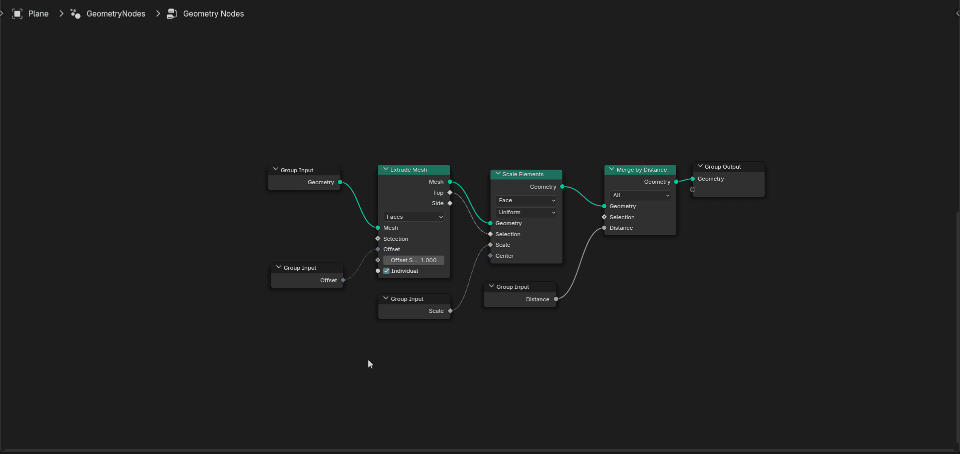 Plane GeometryNodes Geometry Nodes
Group Input
Geometry
Group Input
Offset
Extrude Mesh
Mesh
Top
Side
Faces
Mesh
Selection
Offset
Offset S... 1.000
Individual
Group Input
Scale
Scale Elements
Geometry
Face
Uniform
Geometry
Selection
Scale
Center
Group Input
Distance
Merge by Distance
Geometry
All
Geometry
Selection
Distance
Group Output
Geometry